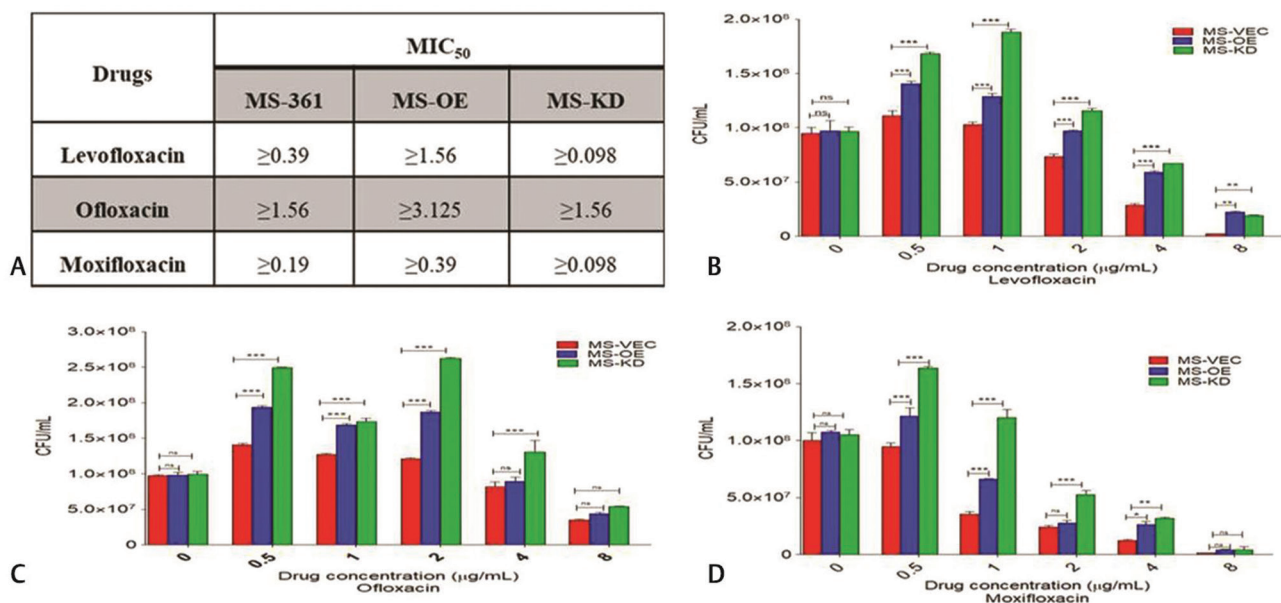 Drugs
MIC₅₀
MS-361 MS-OE MS-KD
Levofloxacin ≥0.39 ≥1.56 ≥0.098
Ofloxacin ≥1.56 ≥3.125 ≥1.56
Moxifloxacin ≥0.19 ≥0.39 ≥0.098
A
MS-VEC
MS-OE
MS-KD
CFU/mL
2.0×10⁸
1.5×10⁸
1.0×10⁸
5.0×10⁷
0
ns
ns
***
***
***
***
***
***
***
***
**
**
0 0.5 1 2 4 8
Drug concentration (μg/mL)
Levofloxacin
B
MS-VEC
MS-OE
MS-KD
CFU/mL
3.0×10⁸
2.5×10⁸
2.0×10⁸
1.5×10⁸
1.0×10⁸
5.0×10⁷
0
ns
ns
***
***
***
***
***
***
***
ns
ns
ns
0 0.5 1 2 4 8
Drug concentration (μg/mL)
Ofloxacin
C
MS-VEC
MS-OE
MS-KD
CFU/mL
2.0×10⁸
1.5×10⁸
1.0×10⁸
5.0×10⁷
0
ns
ns
***
***
***
***
***
ns
**
*
ns
ns
0 0.5 1 2 4 8
Drug concentration (μg/mL)
Moxifloxacin
D